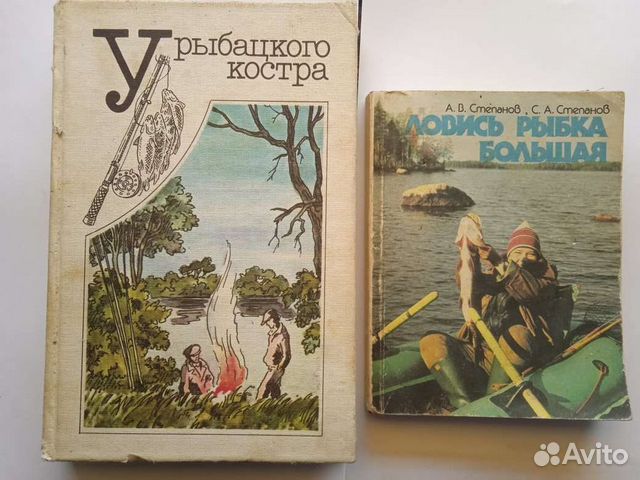 У рыбацкого
костра
А. В. Степанов, С. А. Степанов
ЛОВИСЬ РЫБКА
БОЛЬШАЯ
Avito